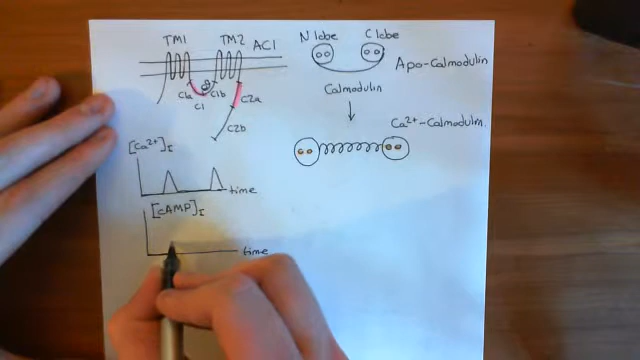 TM1 TM2 AC1
C1a C1b
C1
C2a
C2b
N lobe C lobe
Apo-Calmodulin
Calmodulin
Ca²⁺-Calmodulin.
[Ca²⁺]I
time
[cAMP]I
time